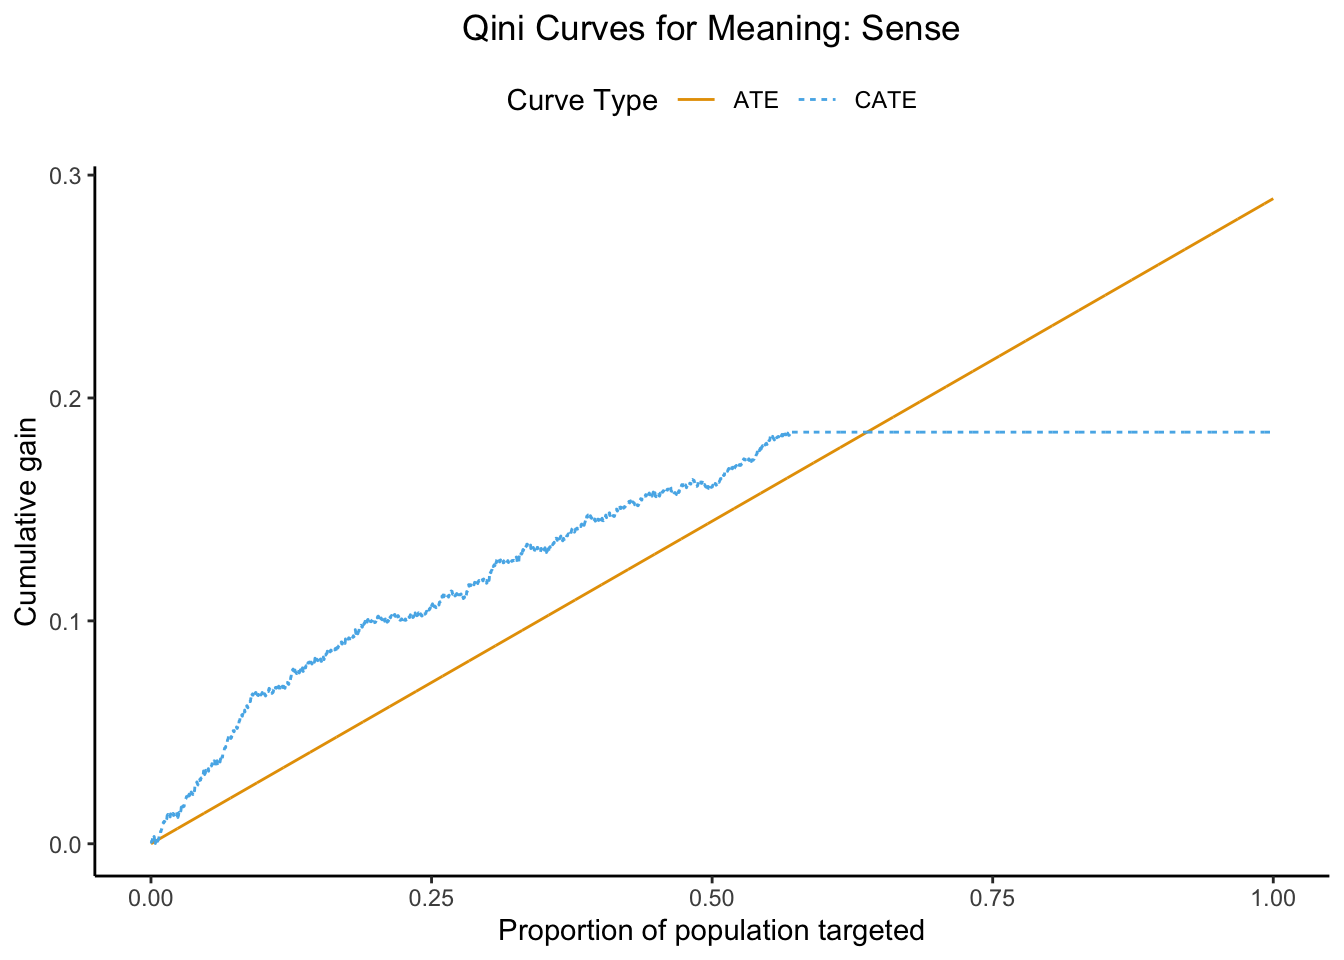 Qini Curves for Meaning: Sense
Curve Type ATE CATE
0.3
0.2
0.1
0.0
Cumulative gain
0.00 0.25 0.50 0.75 1.00
Proportion of population targeted